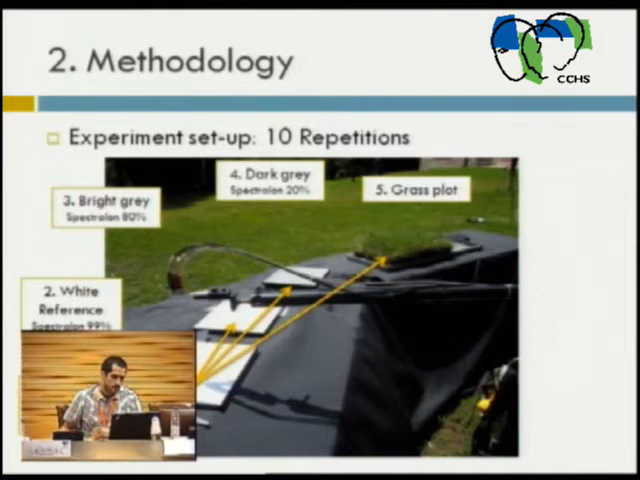 CCHS
2. Methodology
Experiment set-up: 10 Repetitions
4. Dark grey
Spectralon 20%
5. Grass plot
3. Bright grey
Spectralon 80%
2. White
Reference
Spectralon 99%